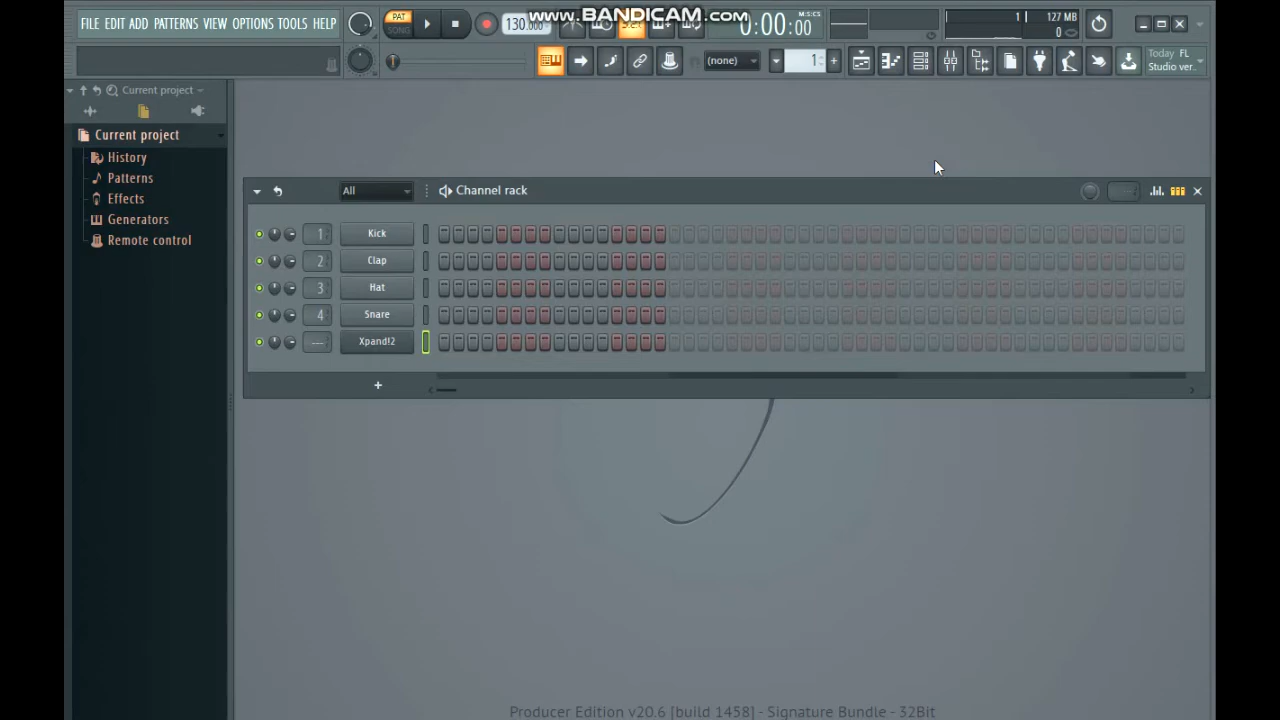 FILE EDIT ADD PATTERNS VIEW OPTIONS TOOLS HELP
PAT
SONG
130.000
www.BANDICAM.com
0:00:00
M:S:CS
1
127 MB
0
(none)
1
Today FL
Studio ver..
Current project
Current project
History
Patterns
Effects
Generators
Remote control
All
Channel rack
1 Kick
2 Clap
3 Hat
4 Snare
--- Xpand!2
+
Producer Edition v20.6 [build 1458] - Signature Bundle - 32Bit